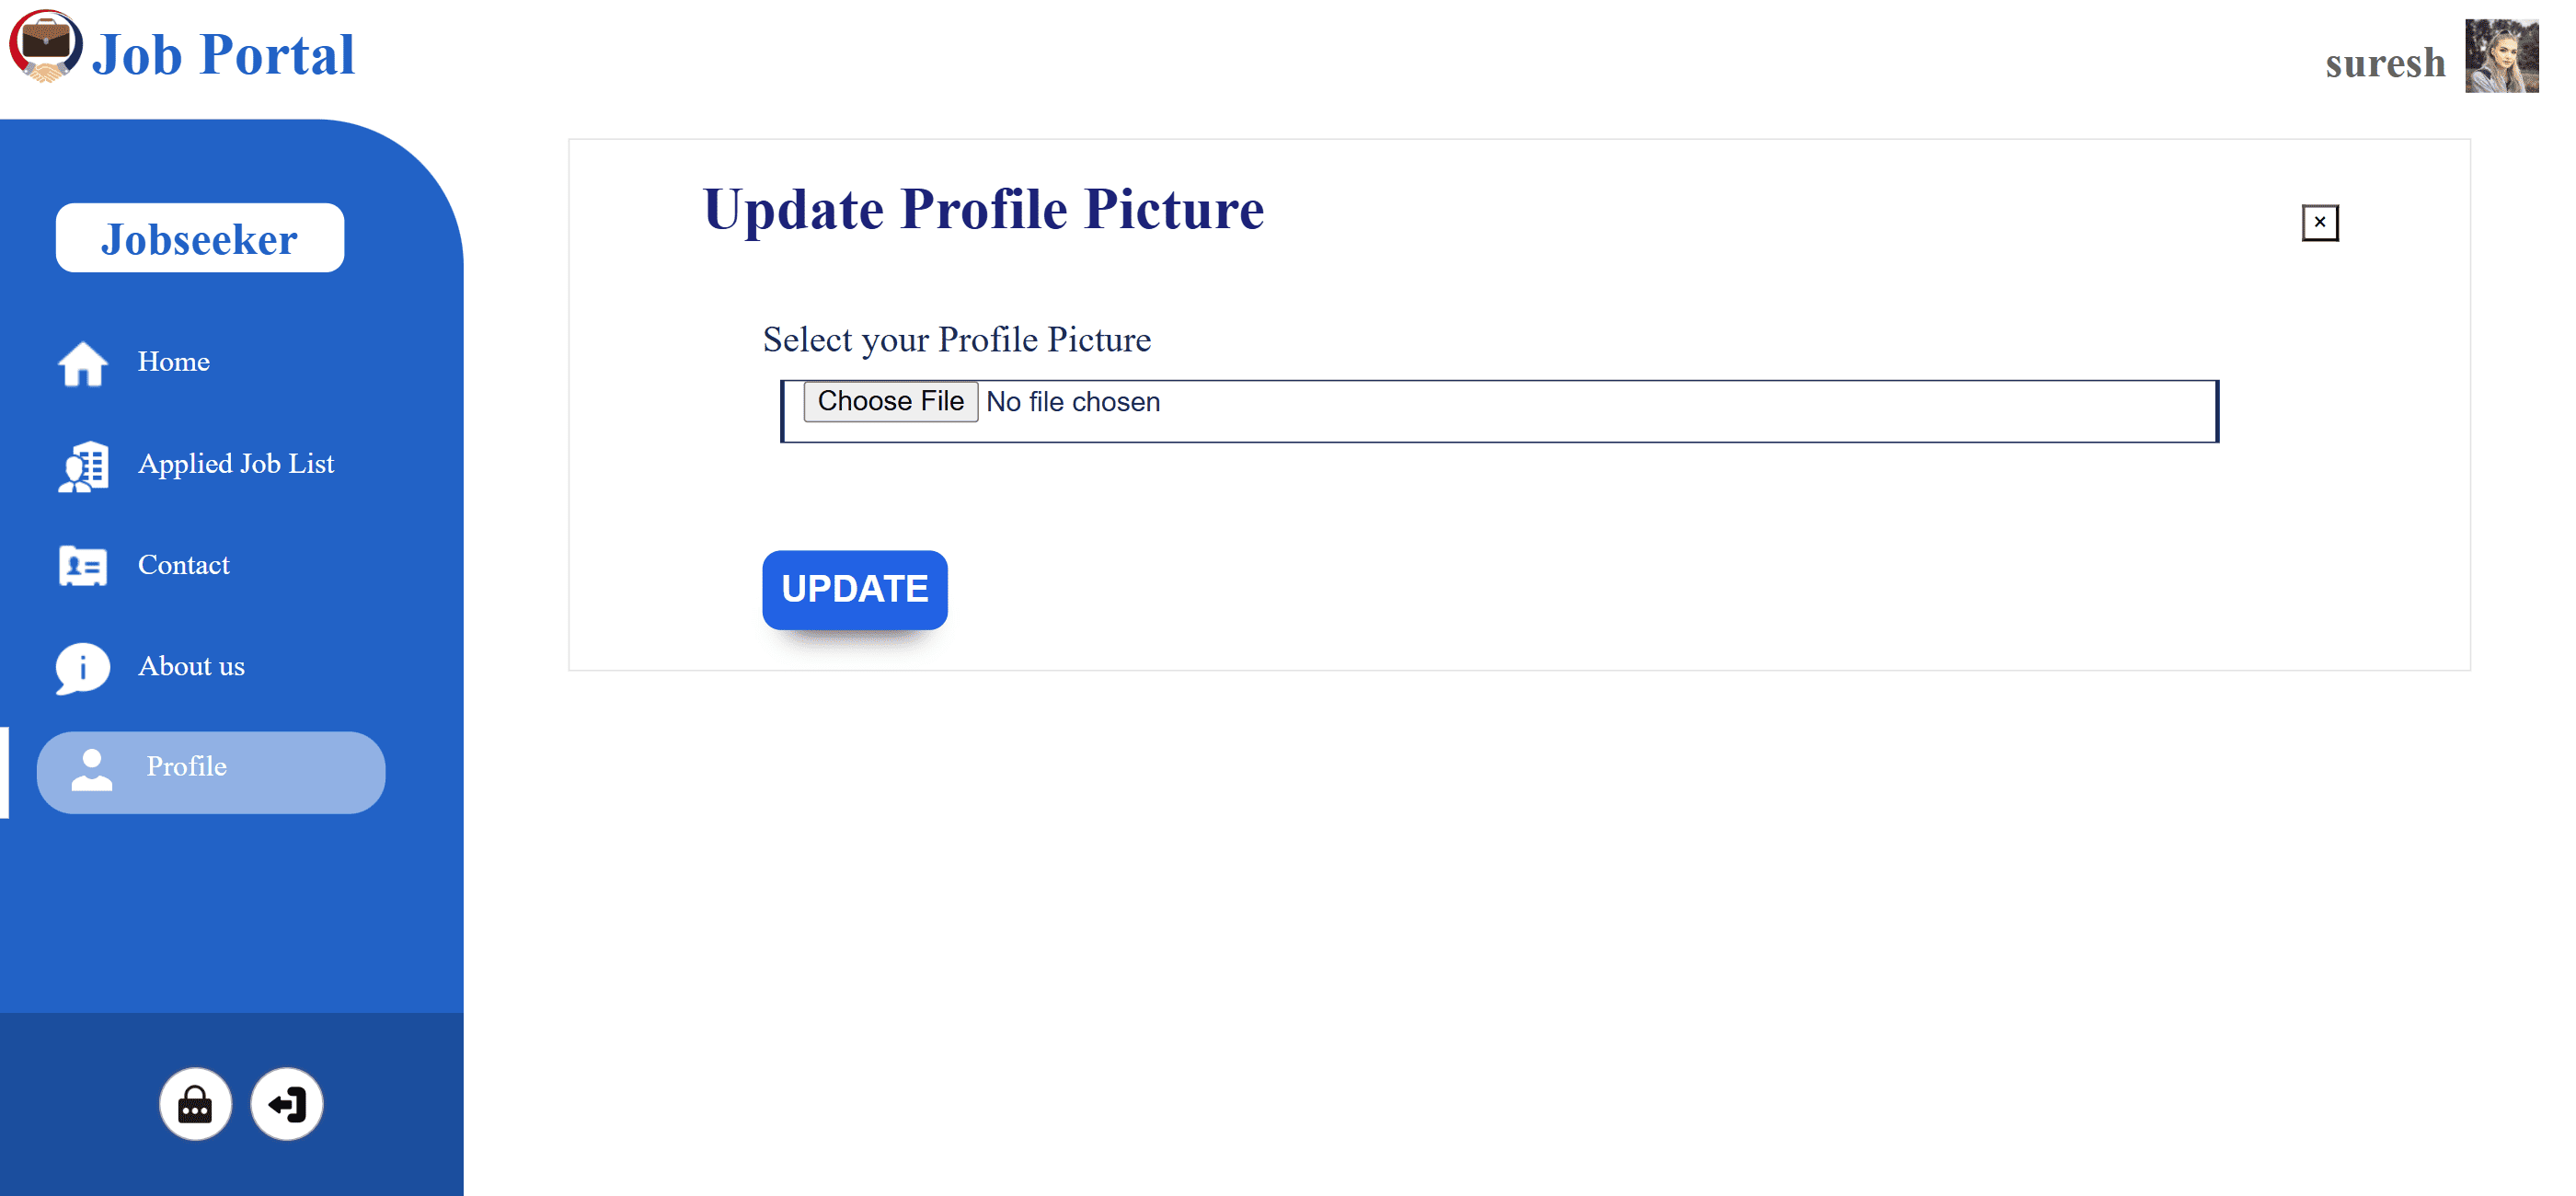 Job Portal
suresh
Jobseeker
Home
Applied Job List
Contact
About us
Profile
Update Profile Picture
×
Select your Profile Picture
Choose File No file chosen
UPDATE